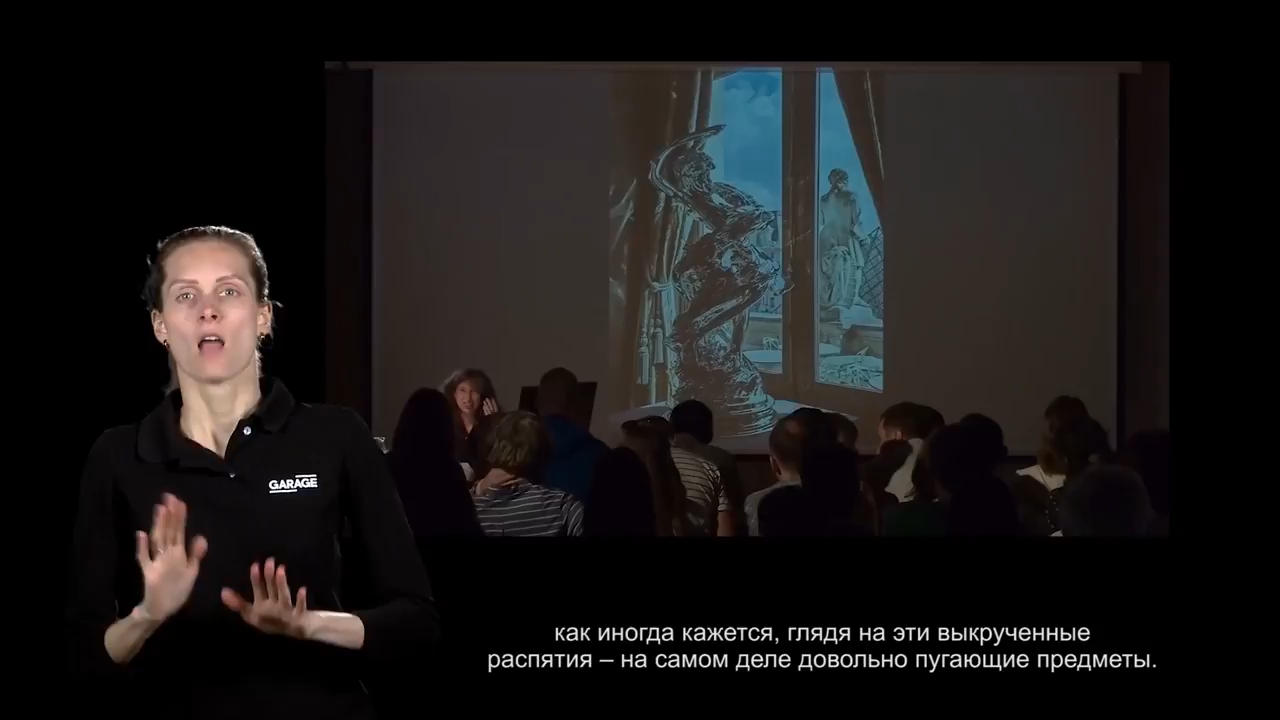 GARAGE
как иногда кажется, глядя на эти выкрученные
распятия – на самом деле довольно пугающие предметы.